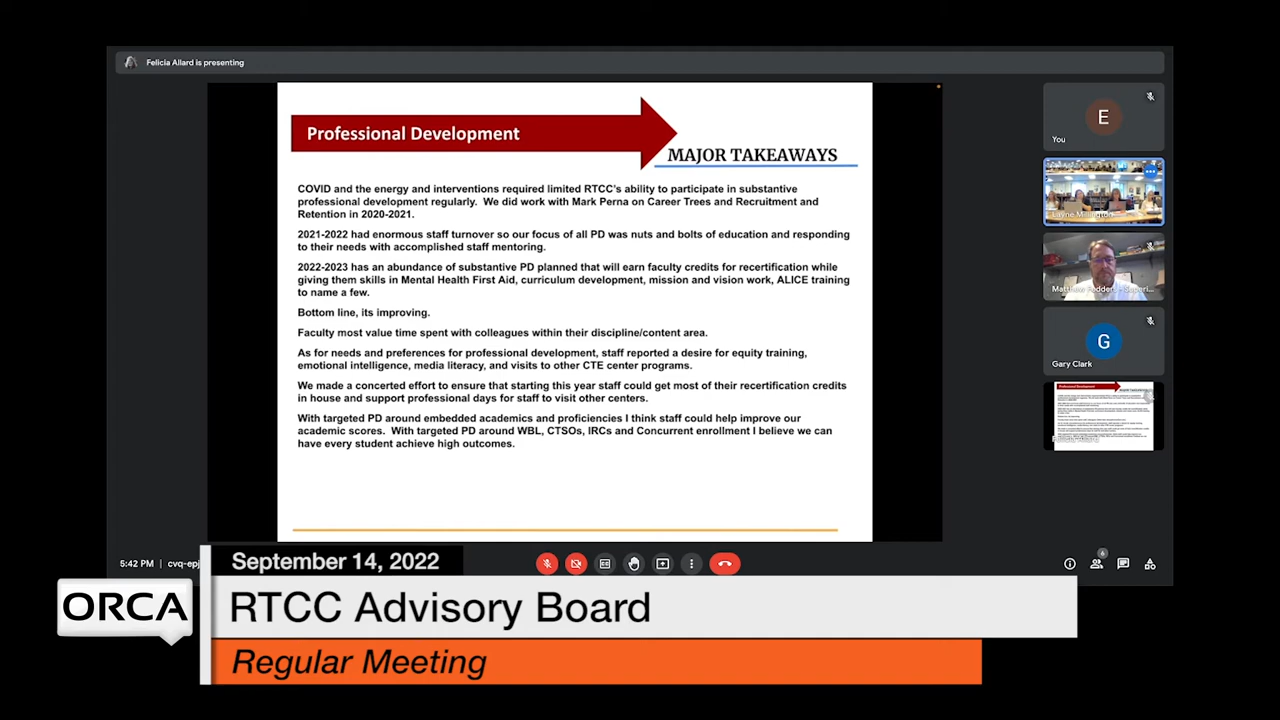 Felicia Allard is presenting
Professional Development
MAJOR TAKEAWAYS
COVID and the energy and interventions required limited RTCC's ability to participate in substantive
professional development regularly. We did work with Mark Perna on Career Trees and Recruitment and
Retention in 2020-2021.
2021-2022 had enormous staff turnover so our focus of all PD was nuts and bolts of education and responding
to their needs with accomplished staff mentoring.
2022-2023 has an abundance of substantive PD planned that will earn faculty credits for recertification while
giving them skills in Mental Health First Aid, curriculum development, mission and vision work, ALICE training
to name a few.
Bottom line, its improving.
Faculty most value time spent with colleagues within their discipline/content area.
As for needs and preferences for professional development, staff reported a desire for equity training,
emotional intelligence, media literacy, and visits to other CTE center programs.
We made a concerted effort to ensure that starting this year staff could get most of their recertification credits
in house and support professional days for staff to visit other centers.
With targeted PD around embedded academics and proficiencies I think staff could help improve our
academic scores. With targeted PD around WBL, CTSOs, IRCs and Concurrent enrollment I believe we can
have every student achieve high outcomes.
E
You
Layne Millington
Matthew Fedders
G
Gary Clark
5:42 PM | cvq-epj
6
September 14, 2022
ORCA
RTCC Advisory Board
Regular Meeting